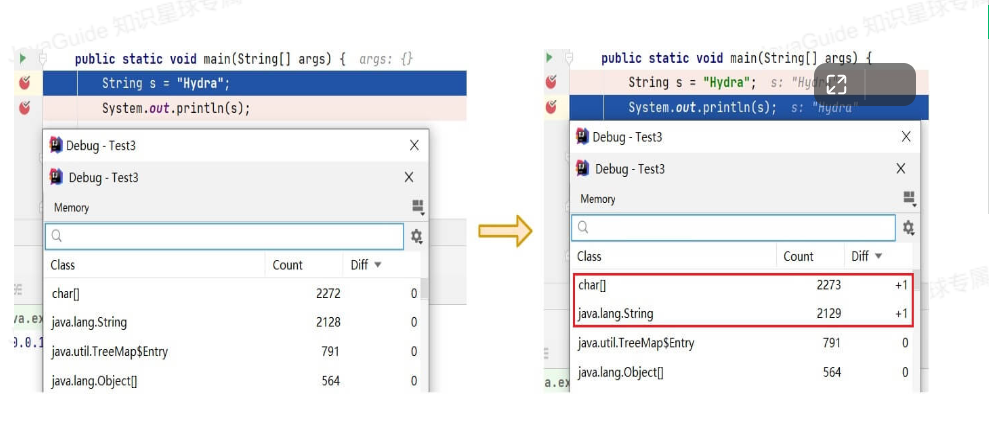 JavaGuide 知识星球专属
public static void main(String[] args) { args: {}
String s = "Hydra";
System.out.println(s);
Debug - Test3
Debug - Test3
Memory
Class Count Diff
char[] 2272 0
java.lang.String 2128 0
java.util.TreeMap$Entry 791 0
java.lang.Object[] 564 0
va.ex
0.0.1
JavaGuide 知识星球专属
public static void main(String[] args) {
String s = "Hydra"; s: "Hydra"
System.out.println(s); s: "Hydra"
Debug - Test3
Debug - Test3
Memory
Class Count Diff
char[] 2273 +1
java.lang.String 2129 +1
java.util.TreeMap$Entry 791 0
java.lang.Object[] 564 0
a.ex
球专属